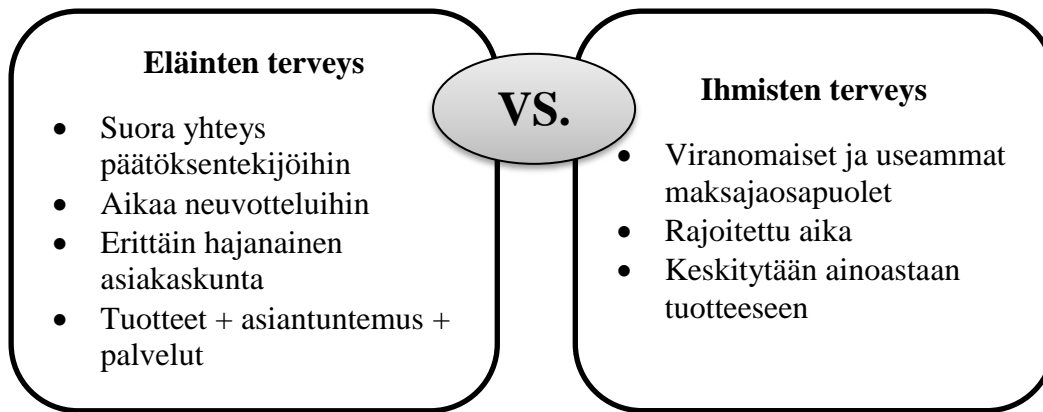 Eläinten terveys
• Suora yhteys
päätöksentekijöihin
• Aikaa neuvotteluihin
• Erittäin hajanainen
asiakaskunta
• Tuotteet + asiantuntemus +
palvelut
VS.
Ihmisten terveys
• Viranomaiset ja useammat
maksajaosapuolet
• Rajoitettu aika
• Keskitytään ainoastaan
tuotteeseen